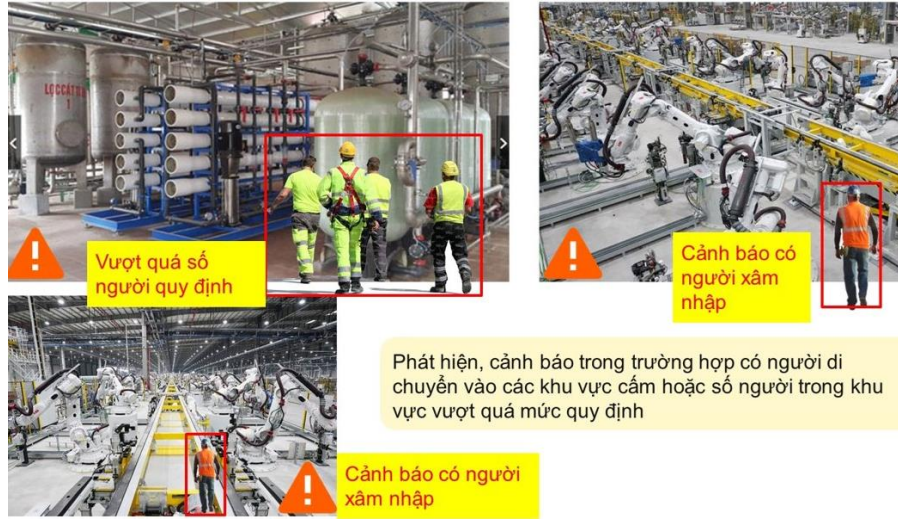 LỌC CÁT
1
Vượt quá số
người quy định
Cảnh báo có
người xâm
nhập
Phát hiện, cảnh báo trong trường hợp có người di
chuyển vào các khu vực cấm hoặc số người trong khu
vực vượt quá mức quy định
Cảnh báo có người
xâm nhập